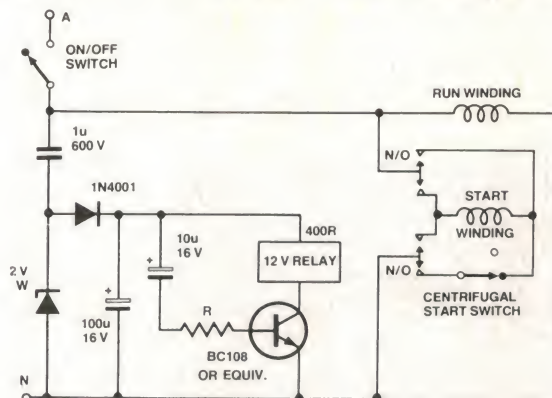 A
ON/OFF
SWITCH
RUN WINDING
1u
600 V
N/O
1N4001
START
WINDING
10u
16 V
400R
12 V RELAY
N/O
2 V
W
+
+
R
CENTRIFUGAL
START SWITCH
100u
16 V
BC108
OR EQUIV.
N